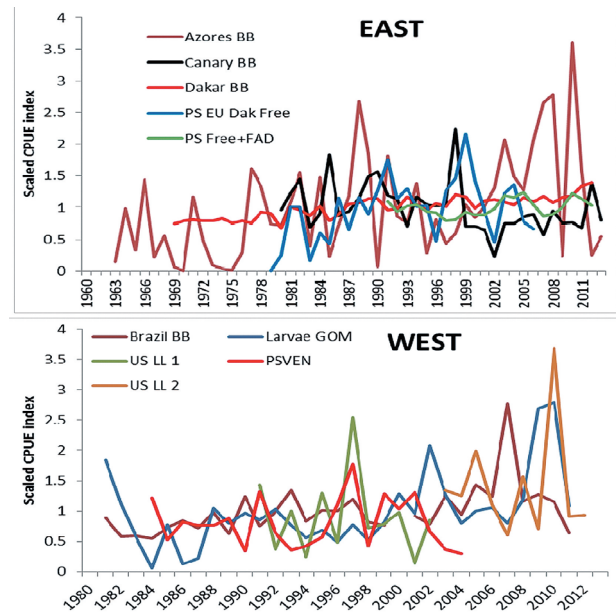 EAST
Azores BB
Canary BB
Dakar BB
PS EU Dak Free
PS Free+FAD
Scaled CPUE index
4
3.5
3
2.5
2
1.5
1
0.5
0
1960 1963 1966 1969 1972 1975 1978 1981 1984 1987 1990 1993 1996 1999 2002 2005 2008 2011
WEST
Brazil BB Larvae GOM
US LL 1 PSVEN
US LL 2
Scaled CPUE index
4
3.5
3
2.5
2
1.5
1
0.5
0
1980 1982 1984 1986 1988 1990 1992 1994 1996 1998 2000 2002 2004 2006 2008 2010 2012